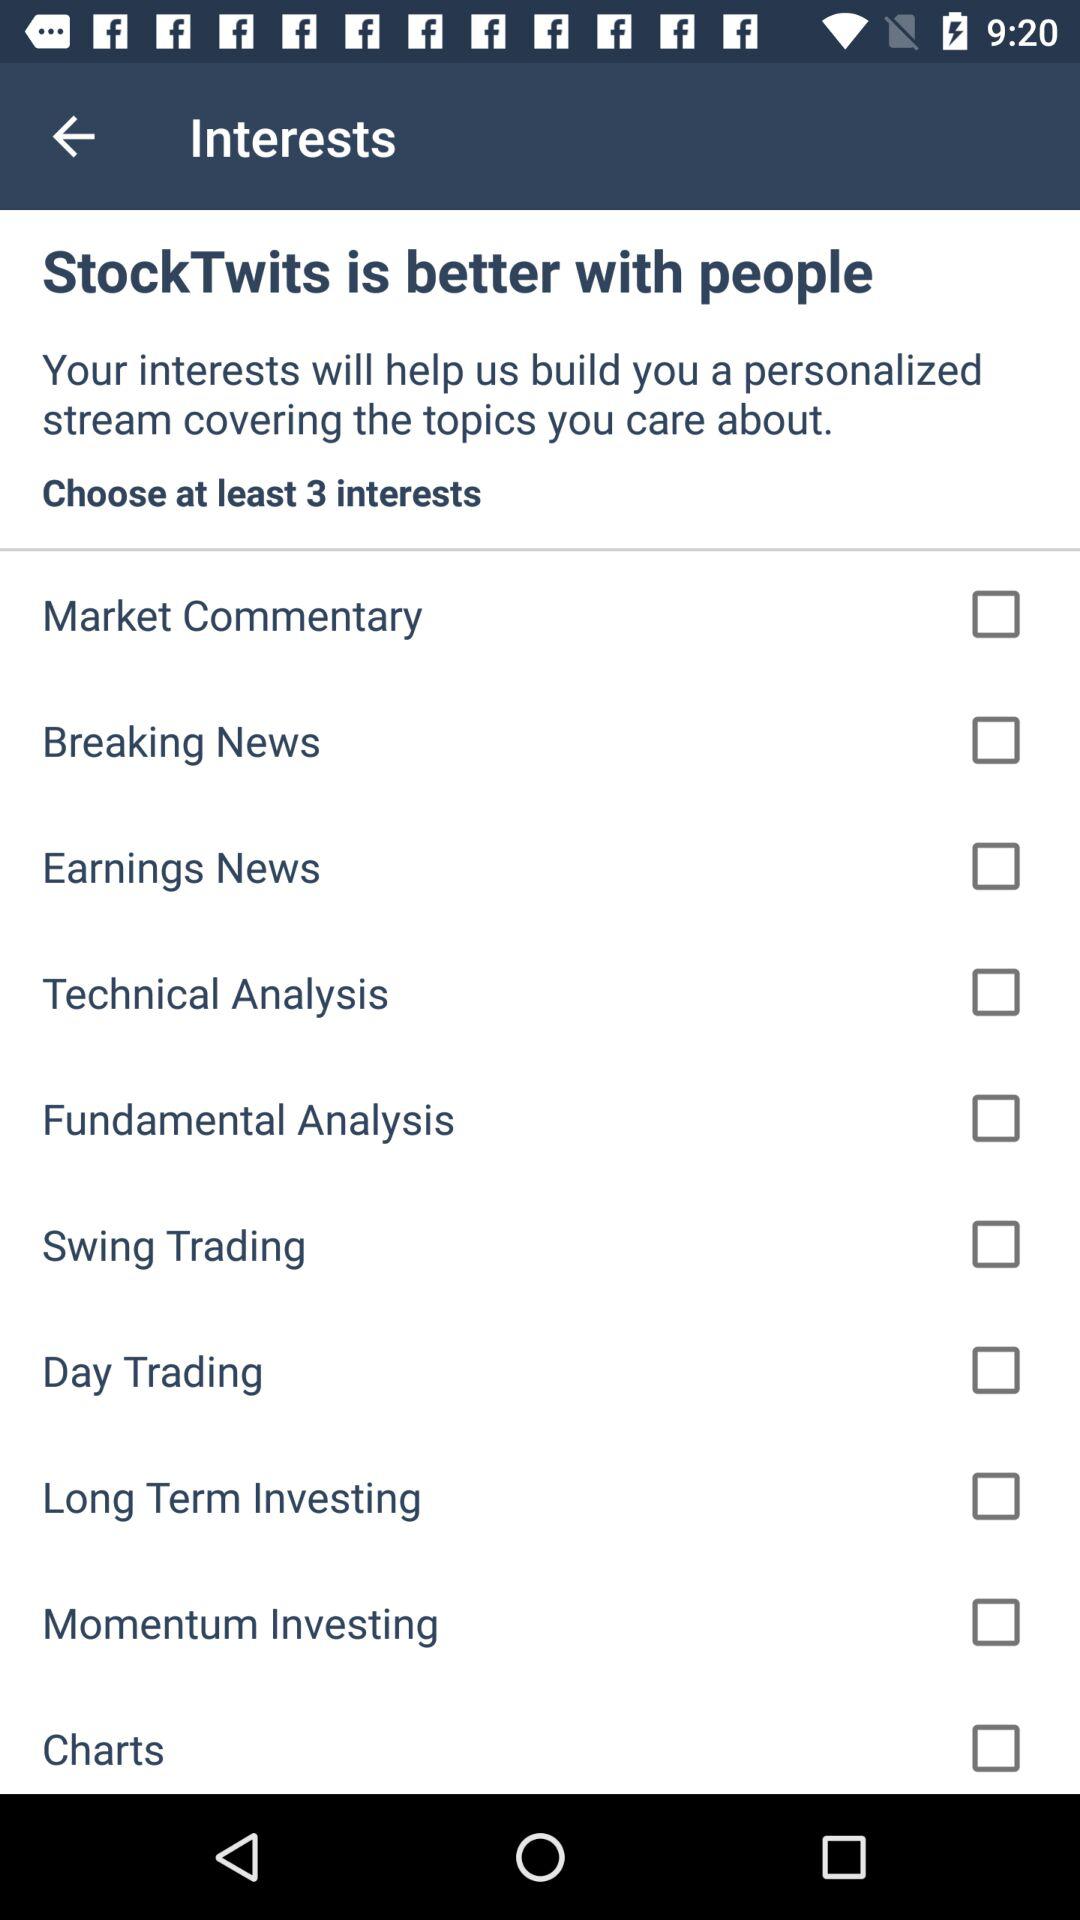 9:20
Interests
StockTwits is better with people
Your interests will help us build you a personalized
stream covering the topics you care about.
Choose at least 3 interests
Market Commentary
Breaking News
Earnings News
Technical Analysis
Fundamental Analysis
Swing Trading
Day Trading
Long Term Investing
Momentum Investing
Charts